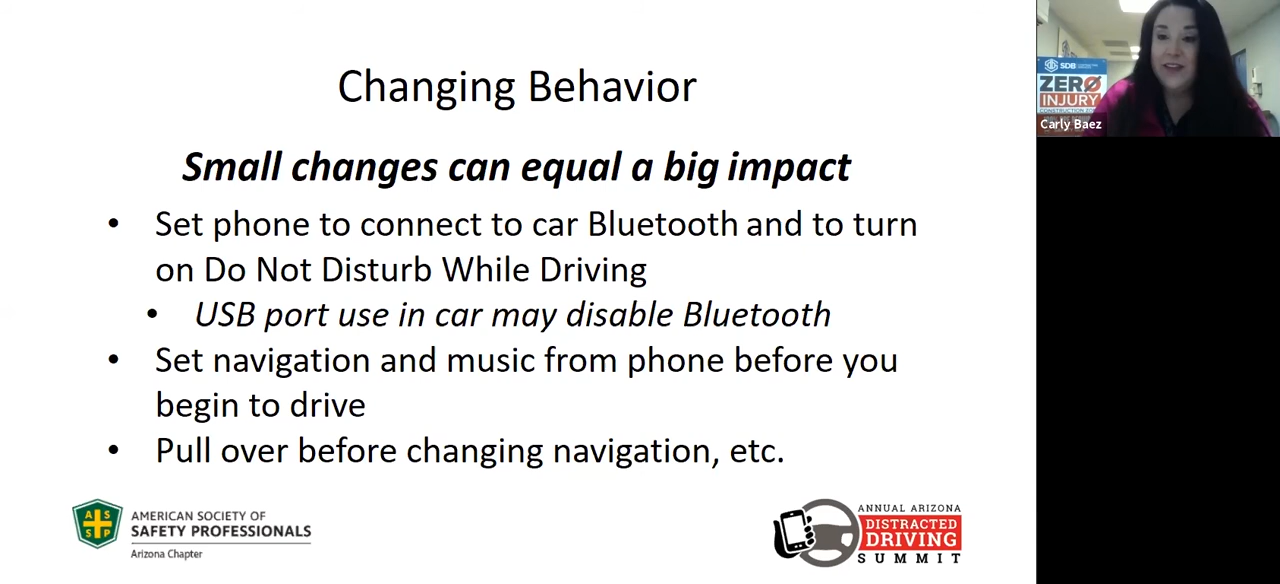 Changing Behavior
Small changes can equal a big impact
• Set phone to connect to car Bluetooth and to turn
on Do Not Disturb While Driving
• USB port use in car may disable Bluetooth
• Set navigation and music from phone before you
begin to drive
• Pull over before changing navigation, etc.
A S
S P
AMERICAN SOCIETY OF
SAFETY PROFESSIONALS
Arizona Chapter
ANNUAL ARIZONA
DISTRACTED
DRIVING
SUMMIT
SDB
ZERO
INJURY
Carly Baez